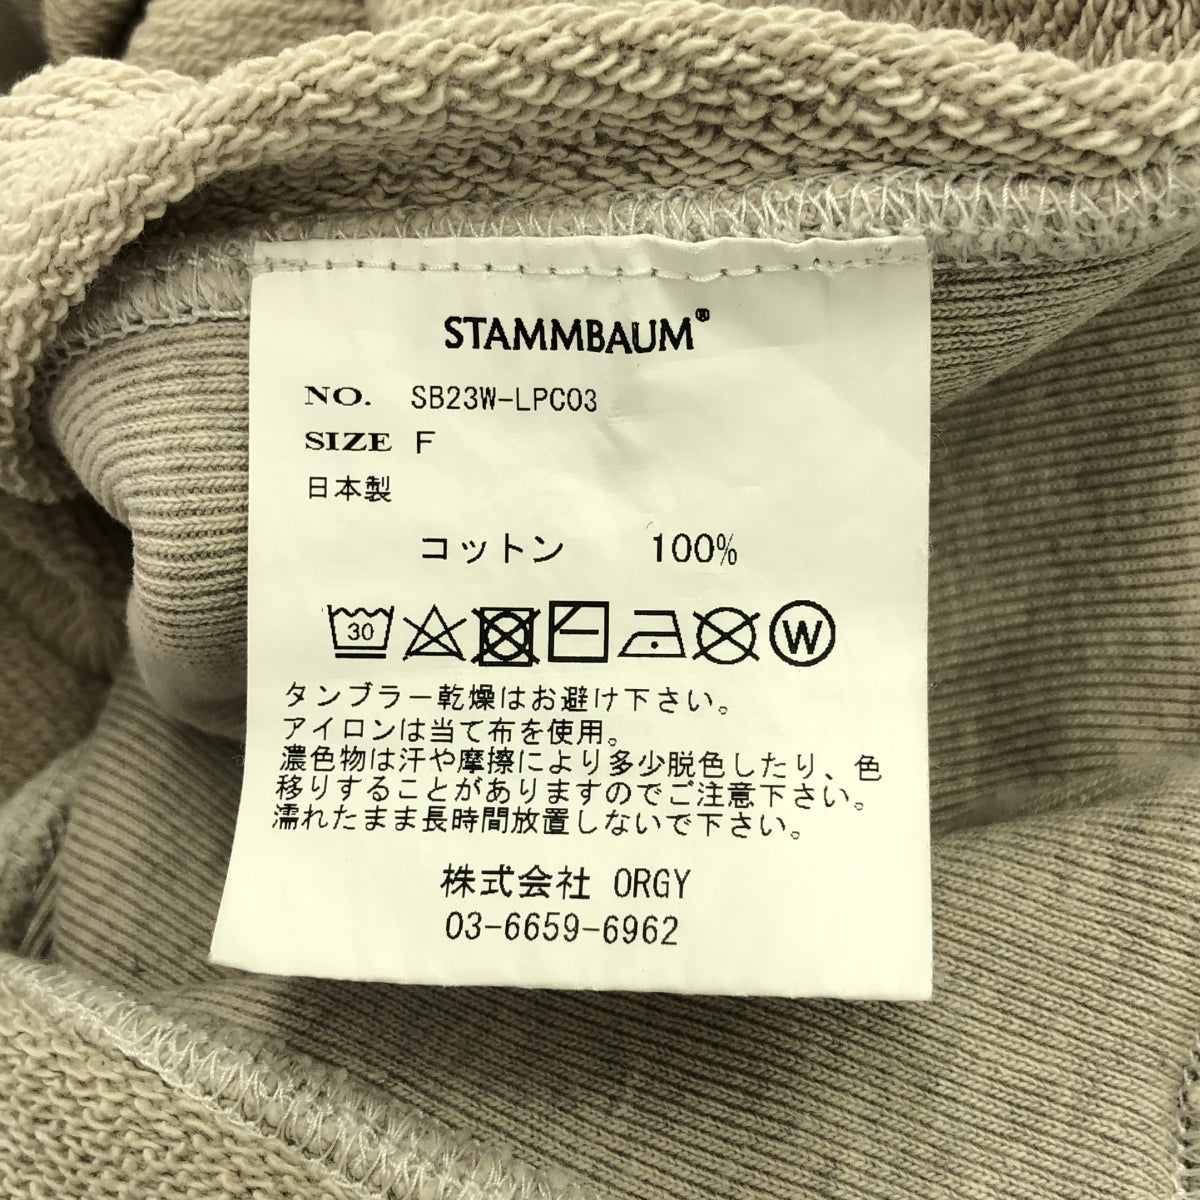 STAMMBAUM®
NO. SB23W-LPC03
SIZE F
日本製
コットン 100%
30 W
タンブラー乾燥はお避け下さい。
アイロンは当て布を使用。
濃色物は汗や摩擦により多少脱色したり、色
移りすることがありますのでご注意下さい。
濡れたまま長時間放置しないで下さい。
株式会社 ORGY
03-6659-6962